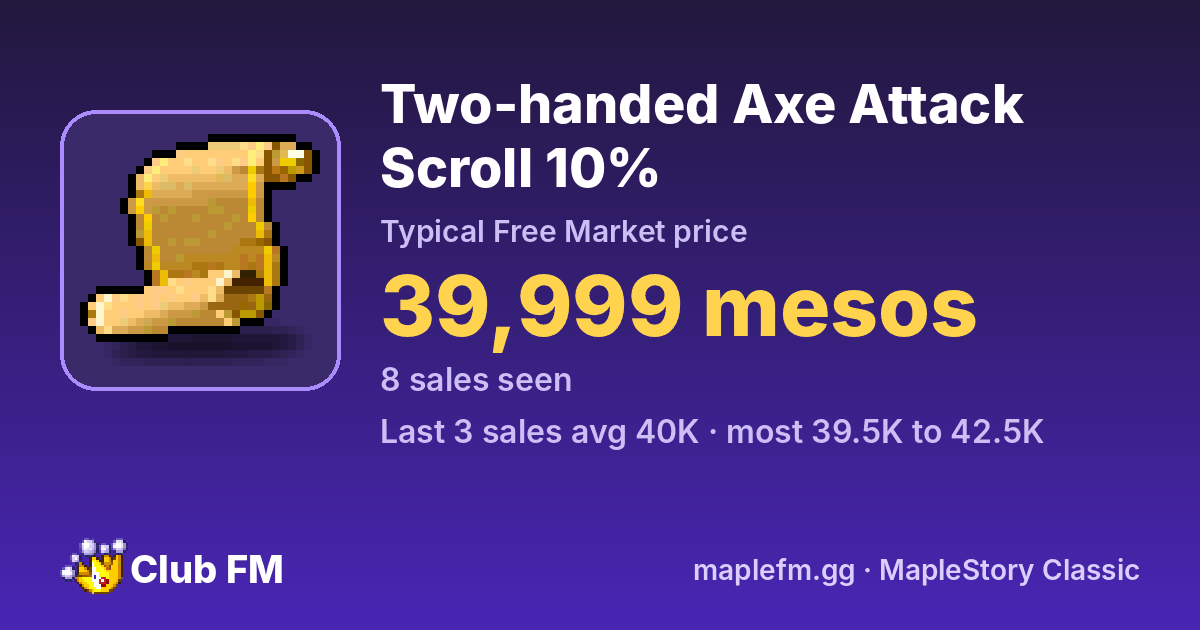 Two-handed Axe Attack
Scroll 10%
Typical Free Market price
39,999 mesos
8 sales seen
Last 3 sales avg 40K · most 39.5K to 42.5K
Club FM
maplefm.gg · MapleStory Classic